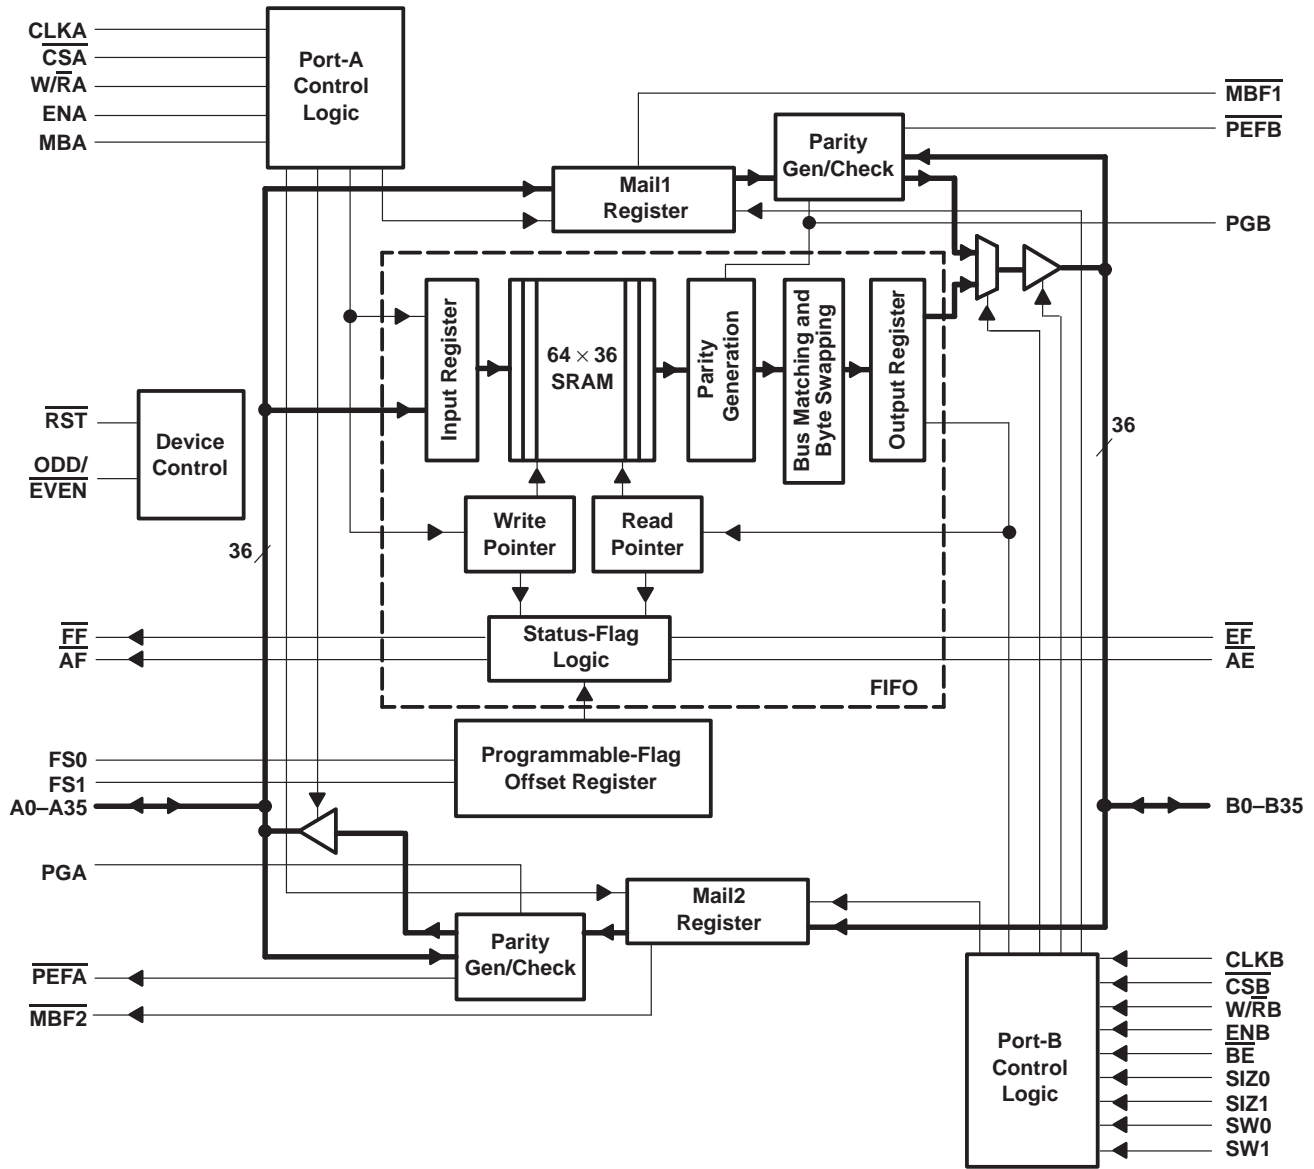 CLKA
CSA
W/RA
ENA
MBA
Port-A
Control
Logic
MBF1
PEFB
Parity
Gen/Check
Mail1
Register
PGB
Input Register
64 × 36
SRAM
Parity
Generation
Bus Matching and
Byte Swapping
Output Register
RST
ODD/
EVEN
Device
Control
36
36
Write
Pointer
Read
Pointer
FF
AF
Status-Flag
Logic
EF
AE
FIFO
FS0
FS1
Programmable-Flag
Offset Register
A0–A35
B0–B35
PGA
Mail2
Register
Parity
Gen/Check
PEFA
MBF2
Port-B
Control
Logic
CLKB
CSB
W/RB
ENB
BE
SIZ0
SIZ1
SW0
SW1